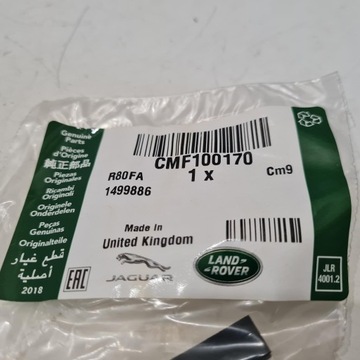 Genuine
Parts
Pièces
d'Origine
純正部品
Piezas
Originales
Ricambi
Originali
Originele
Onderdelen
Peças
Genuinas
Originalteile
قطع غيار
أصلية
2018
CMF100170
1 x
Cm9
R80FA
1499886
Made in
United Kingdom
EAC
JAGUAR
LAND
ROVER
JLR
4001.2